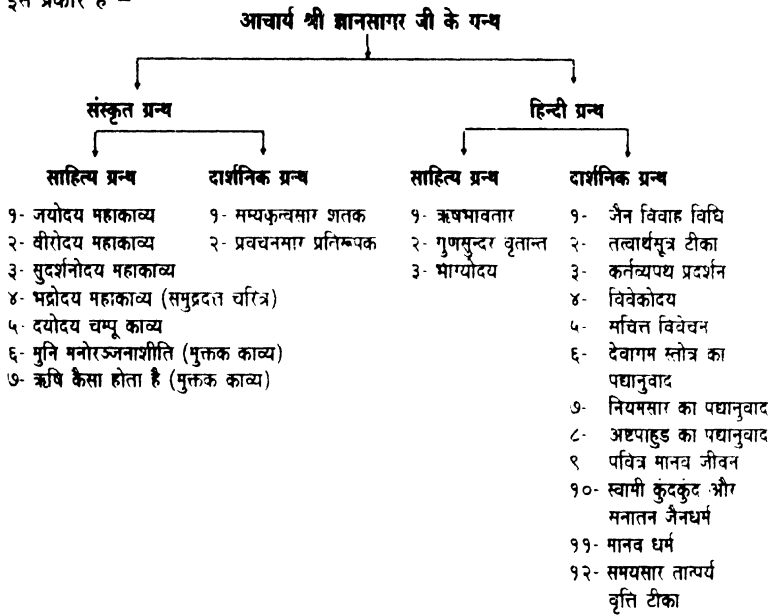 इस प्रकार है –
आचार्य श्री ज्ञानसागर जी के ग्रन्थ
संस्कृत ग्रन्थ
हिन्दी ग्रन्थ
साहित्य ग्रन्थ
दार्शनिक ग्रन्थ
साहित्य ग्रन्थ
दार्शनिक ग्रन्थ
१- जयोदय महाकाव्य
२- वीरोदय महाकाव्य
३- सुदर्शनोदय महाकाव्य
४- भद्रोदय महाकाव्य (समुद्रदत्त चरित्र)
५- दयोदय चम्पू काव्य
६- मुनि मनोरञ्जनाशीति (मुक्तक काव्य)
७- ऋषि कैसा होता है (मुक्तक काव्य)
१- सम्यक्त्वसार शतक
२- प्रवचनसार प्रतिरूपक
१- ऋषभावतार
२- गुणसुन्दर वृतान्त
३- भाग्योदय
१- जैन विवाह विधि
२- तत्वार्थसूत्र टीका
३- कर्तव्यपथ प्रदर्शन
४- विवेकोदय
५- सचित्त विवेचन
६- देवागम स्तोत्र का
पद्यानुवाद
७- नियमसार का पद्यानुवाद
८- अष्टपाहुड का पद्यानुवाद
९ पवित्र मानव जीवन
१०- स्वामी कुंदकुंद और
सनातन जैनधर्म
११- मानव धर्म
१२- समयसार तात्पर्य
वृत्ति टीका